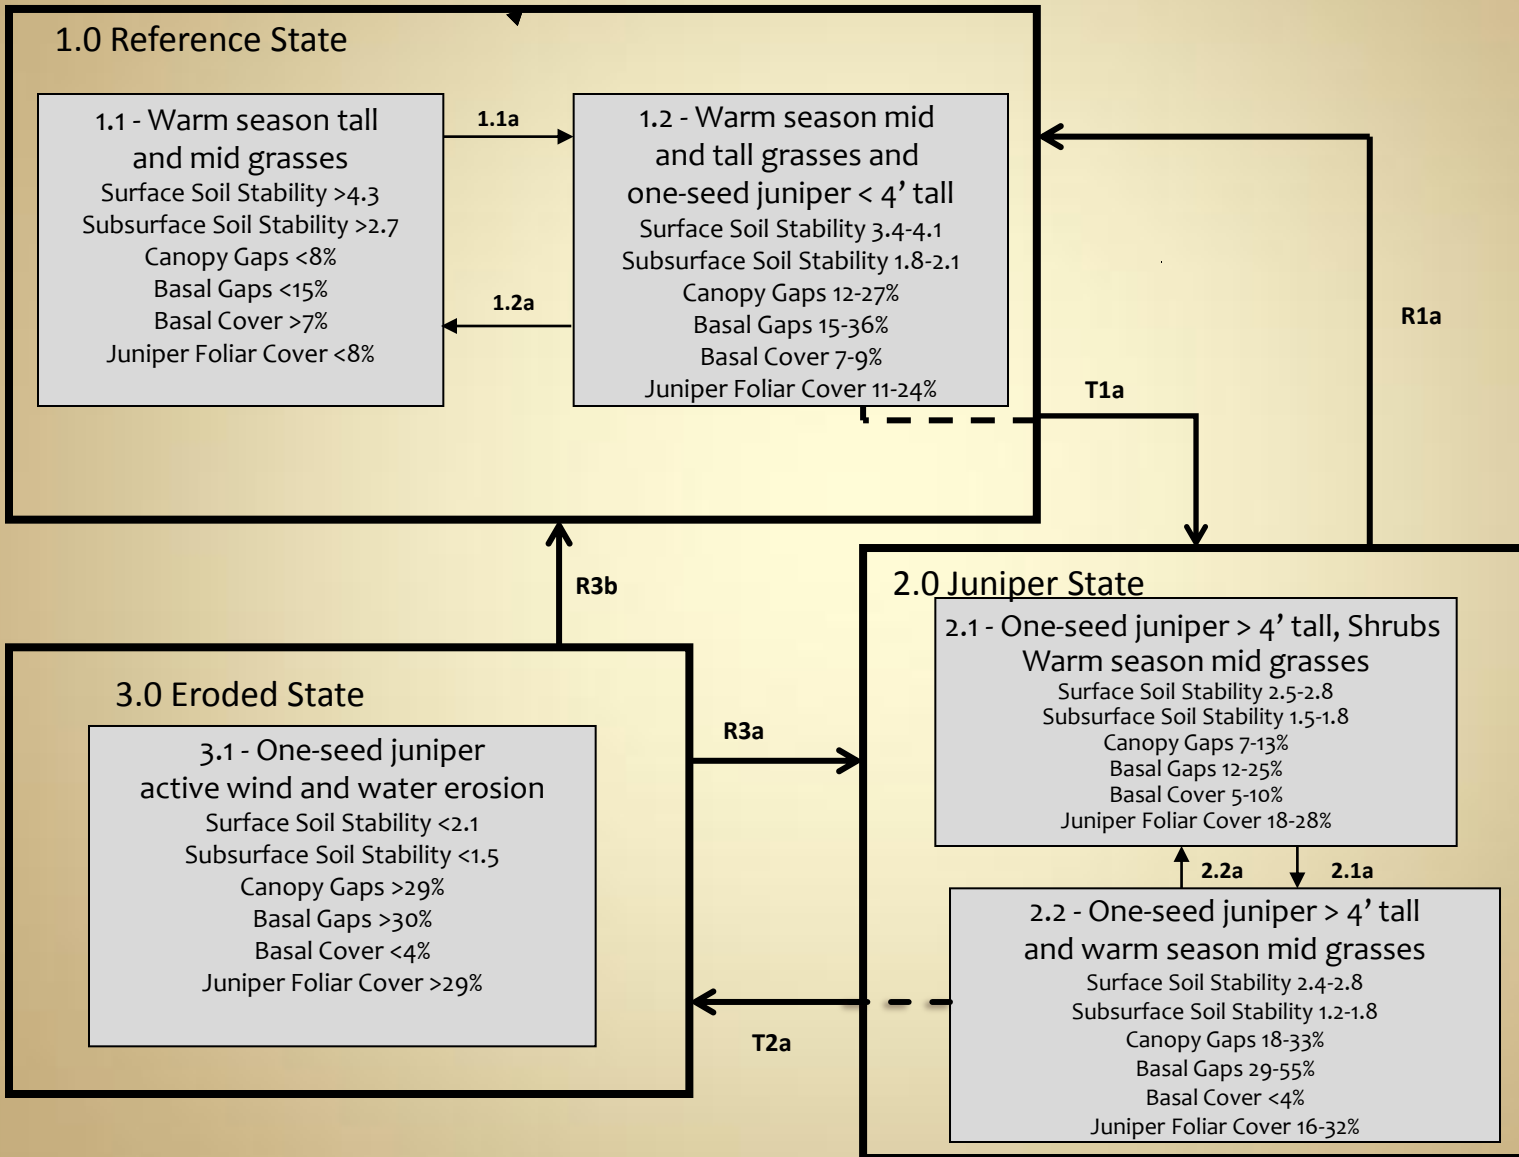 1.0 Reference State
1.1 - Warm season tall
and mid grasses
Surface Soil Stability >4.3
Subsurface Soil Stability >2.7
Canopy Gaps <8%
Basal Gaps <15%
Basal Cover >7%
Juniper Foliar Cover <8%
1.1a
1.2a
1.2 - Warm season mid
and tall grasses and
one-seed juniper < 4’ tall
Surface Soil Stability 3.4-4.1
Subsurface Soil Stability 1.8-2.1
Canopy Gaps 12-27%
Basal Gaps 15-36%
Basal Cover 7-9%
Juniper Foliar Cover 11-24%
T1a
R1a
R3b
2.0 Juniper State
2.1 - One-seed juniper > 4’ tall, Shrubs
Warm season mid grasses
Surface Soil Stability 2.5-2.8
Subsurface Soil Stability 1.5-1.8
Canopy Gaps 7-13%
Basal Gaps 12-25%
Basal Cover 5-10%
Juniper Foliar Cover 18-28%
2.2a
2.1a
2.2 - One-seed juniper > 4’ tall
and warm season mid grasses
Surface Soil Stability 2.4-2.8
Subsurface Soil Stability 1.2-1.8
Canopy Gaps 18-33%
Basal Gaps 29-55%
Basal Cover <4%
Juniper Foliar Cover 16-32%
3.0 Eroded State
3.1 - One-seed juniper
active wind and water erosion
Surface Soil Stability <2.1
Subsurface Soil Stability <1.5
Canopy Gaps >29%
Basal Gaps >30%
Basal Cover <4%
Juniper Foliar Cover >29%
R3a
T2a